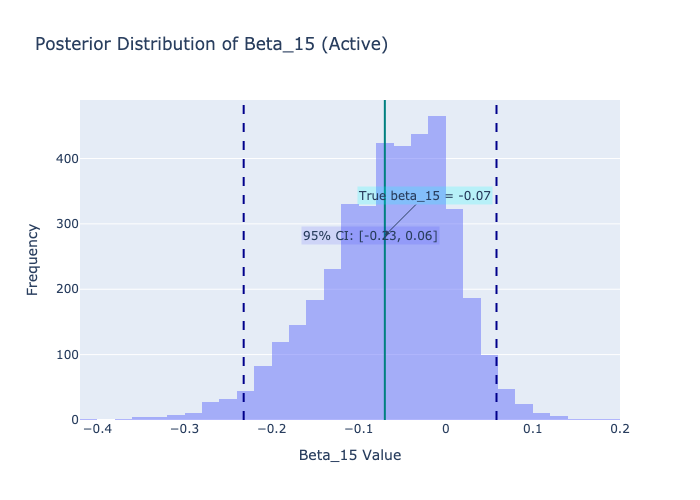 Posterior Distribution of Beta_15 (Active)
Frequency
400
300
200
100
0
True beta_15 = -0.07
95% CI: [-0.23, 0.06]
−0.4
−0.3
−0.2
−0.1
0
0.1
0.2
Beta_15 Value